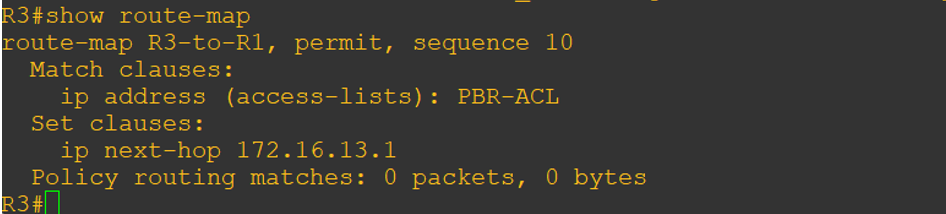 R3#show route-map
route-map R3-to-R1, permit, sequence 10
  Match clauses:
    ip address (access-lists): PBR-ACL
  Set clauses:
    ip next-hop 172.16.13.1
  Policy routing matches: 0 packets, 0 bytes
R3#